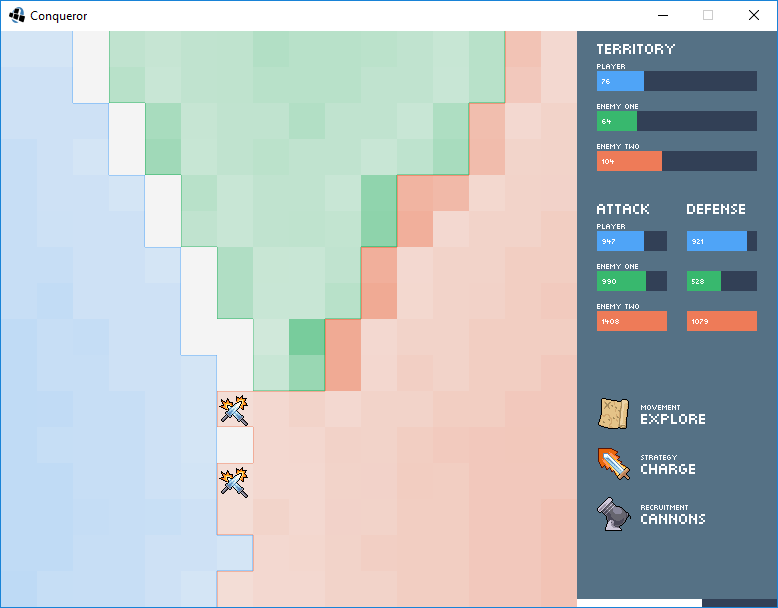 Conqueror
TERRITORY
PLAYER
76
ENEMY ONE
64
ENEMY TWO
104
ATTACK DEFENSE
PLAYER
947 921
ENEMY ONE
990 528
ENEMY TWO
1408 1079
MOVEMENT
EXPLORE
STRATEGY
CHARGE
RECRUITMENT
CANNONS